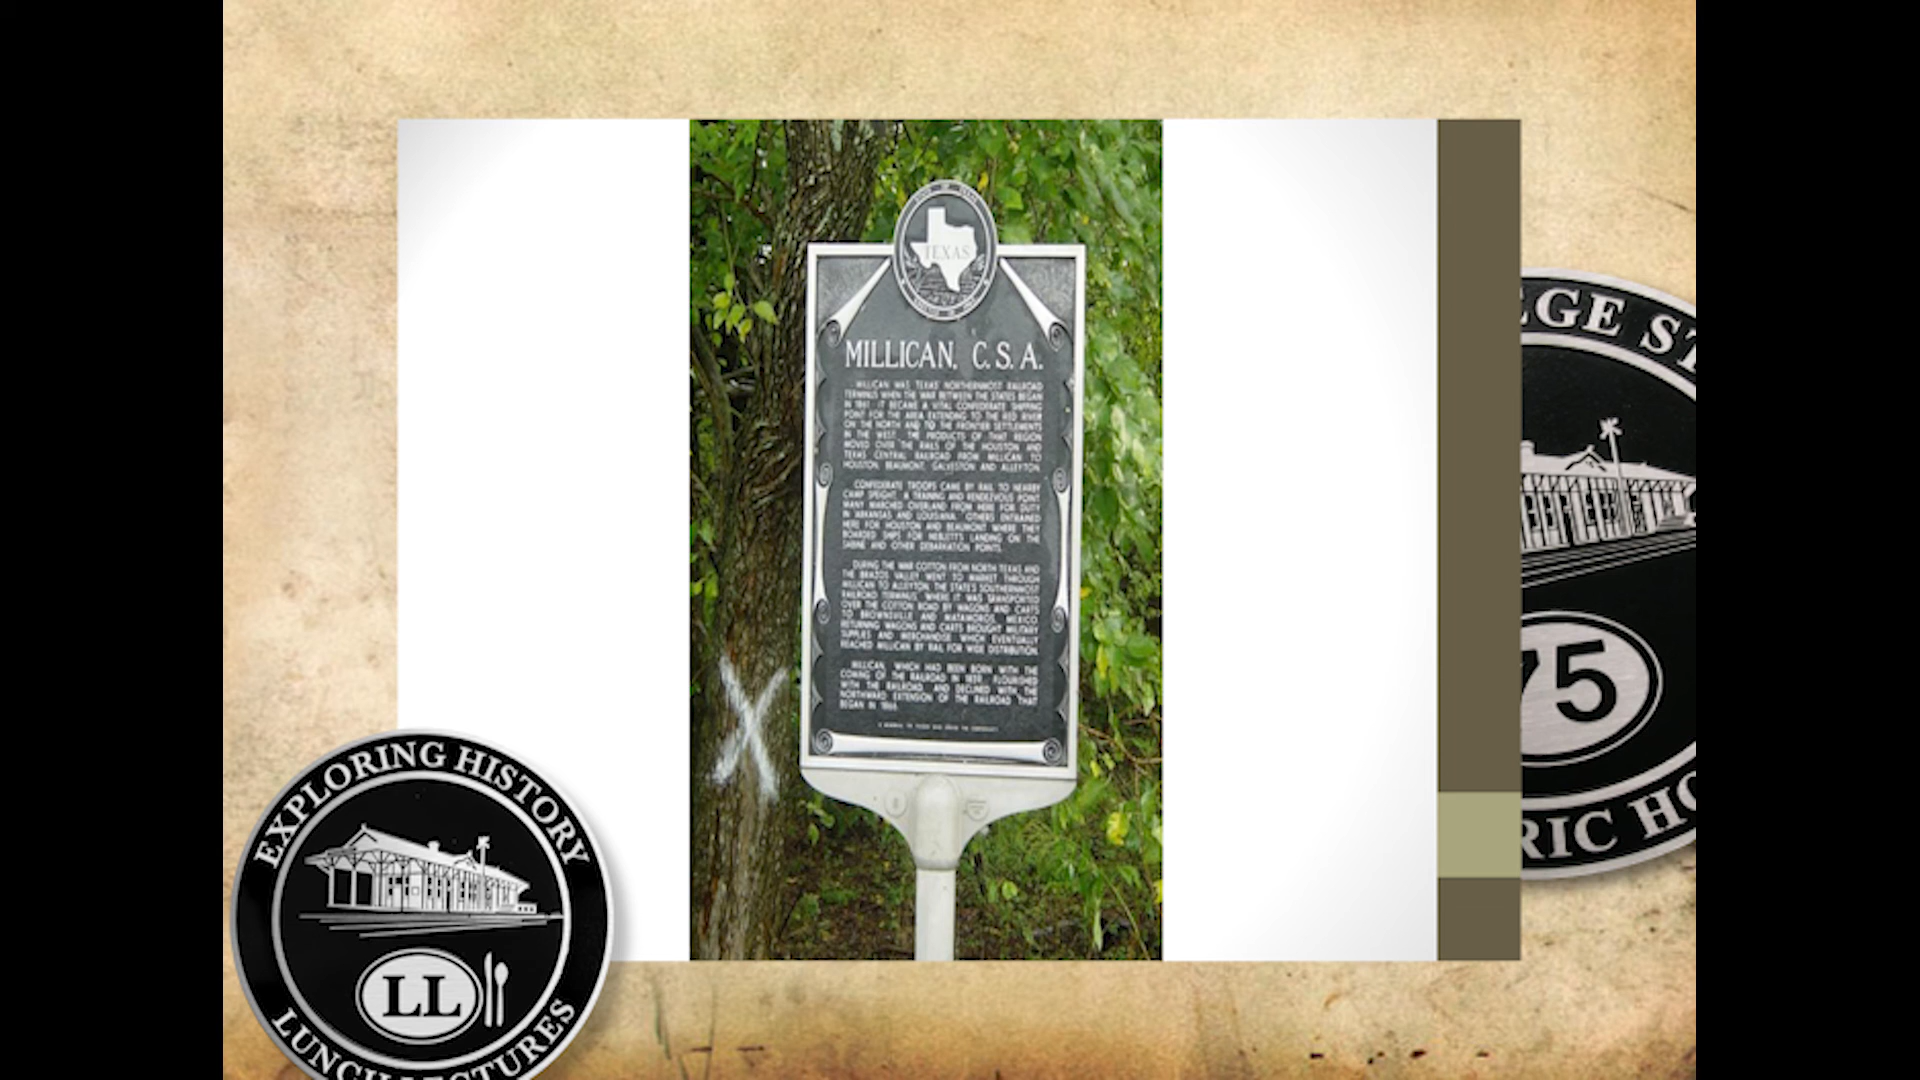 TEXAS
MILLICAN, C.S.A.
MILLICAN WAS TEXAS NORTHERNMOST RAILROAD
TERMINUS WHEN THE WAR BETWEEN THE STATES BEGAN
IN 1861. IT BECAME A VITAL CONFEDERATE SHIPPING
POINT FOR THE AREA EXTENDING TO THE RED RIVER
ON THE NORTH AND TO THE FRONTIER SETTLEMENTS
IN THE WEST. THE PRODUCTS OF THAT REGION
MOVED OVER THE RAILS OF THE HOUSTON AND
TEXAS CENTRAL RAILROAD FROM MILLICAN TO
HOUSTON, BEAUMONT, GALVESTON AND ALLEYTON.
CONFEDERATE TROOPS CAME BY RAIL TO NEARBY
CAMP SPEIGHT, A TRAINING AND RENDEZVOUS POINT
MANY MARCHED OVERLAND FROM HERE FOR DUTY
IN ARKANSAS AND LOUISIANA. OTHERS ENTRAINED
HERE FOR HOUSTON AND BEAUMONT WHERE THEY
BOARDED SHIPS FOR NEBLETT'S LANDING ON THE
SABINE AND OTHER DEBARKATION POINTS.
DURING THE WAR COTTON FROM NORTH TEXAS AND
THE BRAZOS VALLEY WENT TO MARKET THROUGH
MILLICAN TO ALLEYTON, THE STATE'S SOUTHERNMOST
RAILROAD TERMINUS, WHERE IT WAS TRANSPORTED
OVER THE COTTON ROAD BY WAGONS AND CARTS
TO BROWNSVILLE AND MATAMOROS, MEXICO.
RETURNING WAGONS AND CARTS BROUGHT MILITARY
SUPPLIES AND MERCHANDISE WHICH EVENTUALLY
REACHED MILLICAN BY RAIL FOR WIDE DISTRIBUTION.
MILLICAN, WHICH HAD BEEN BORN WITH THE
COMING OF THE RAILROAD IN 1859, FLOURISHED
WITH THE RAILROAD, AND DECLINED WITH THE
NORTHWARD EXTENSION OF THE RAILROAD THAT
BEGAN IN 1866.
X
EGE ST
75
RIC HO
EXPLORING HISTORY
LL
LUNCH LECTURES